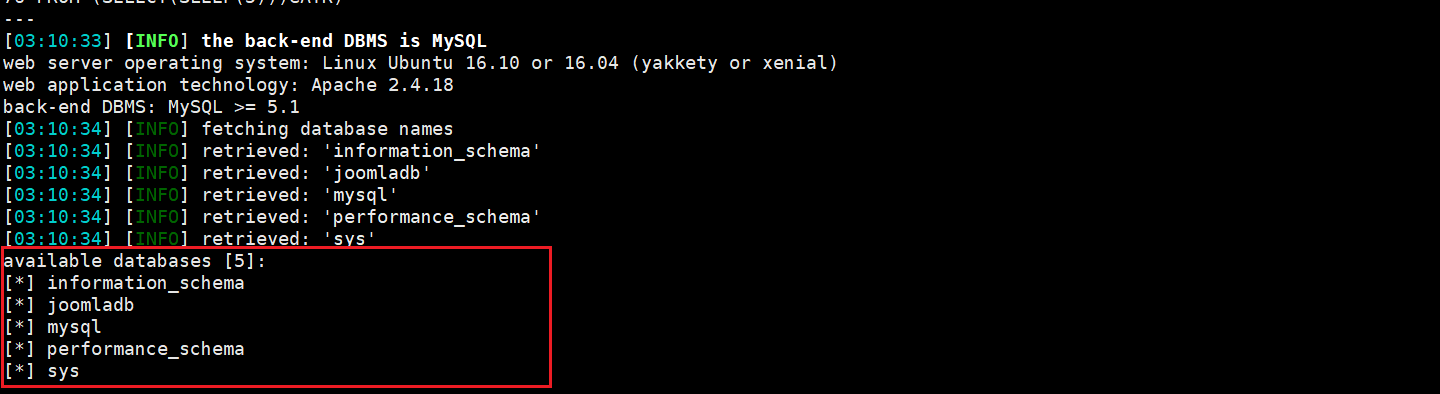 ---
[03:10:33] [INFO] the back-end DBMS is MySQL
web server operating system: Linux Ubuntu 16.10 or 16.04 (yakkety or xenial)
web application technology: Apache 2.4.18
back-end DBMS: MySQL >= 5.1
[03:10:34] [INFO] fetching database names
[03:10:34] [INFO] retrieved: 'information_schema'
[03:10:34] [INFO] retrieved: 'joomladb'
[03:10:34] [INFO] retrieved: 'mysql'
[03:10:34] [INFO] retrieved: 'performance_schema'
[03:10:34] [INFO] retrieved: 'sys'
available databases [5]:
[*] information_schema
[*] joomladb
[*] mysql
[*] performance_schema
[*] sys